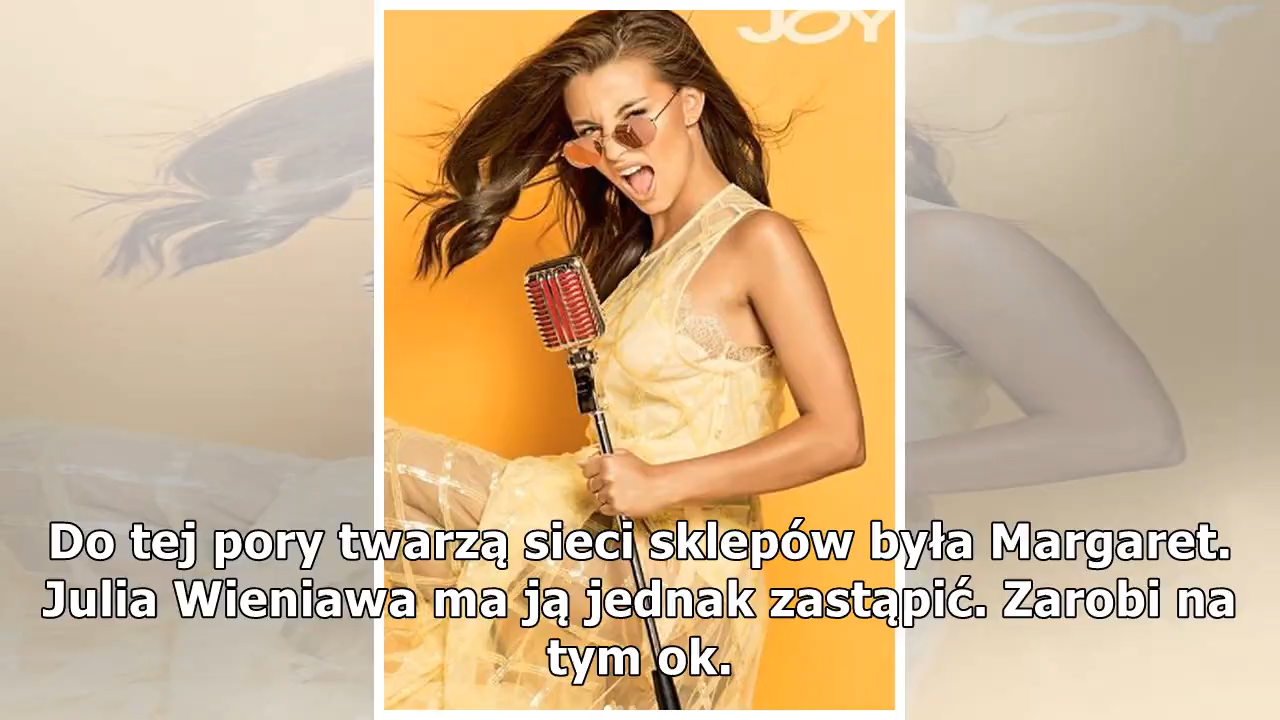 JOY
JOY
Do tej pory twarzą sieci sklepów była Margaret.
Julia Wieniawa ma ją jednak zastąpić. Zarobi na
tym ok.